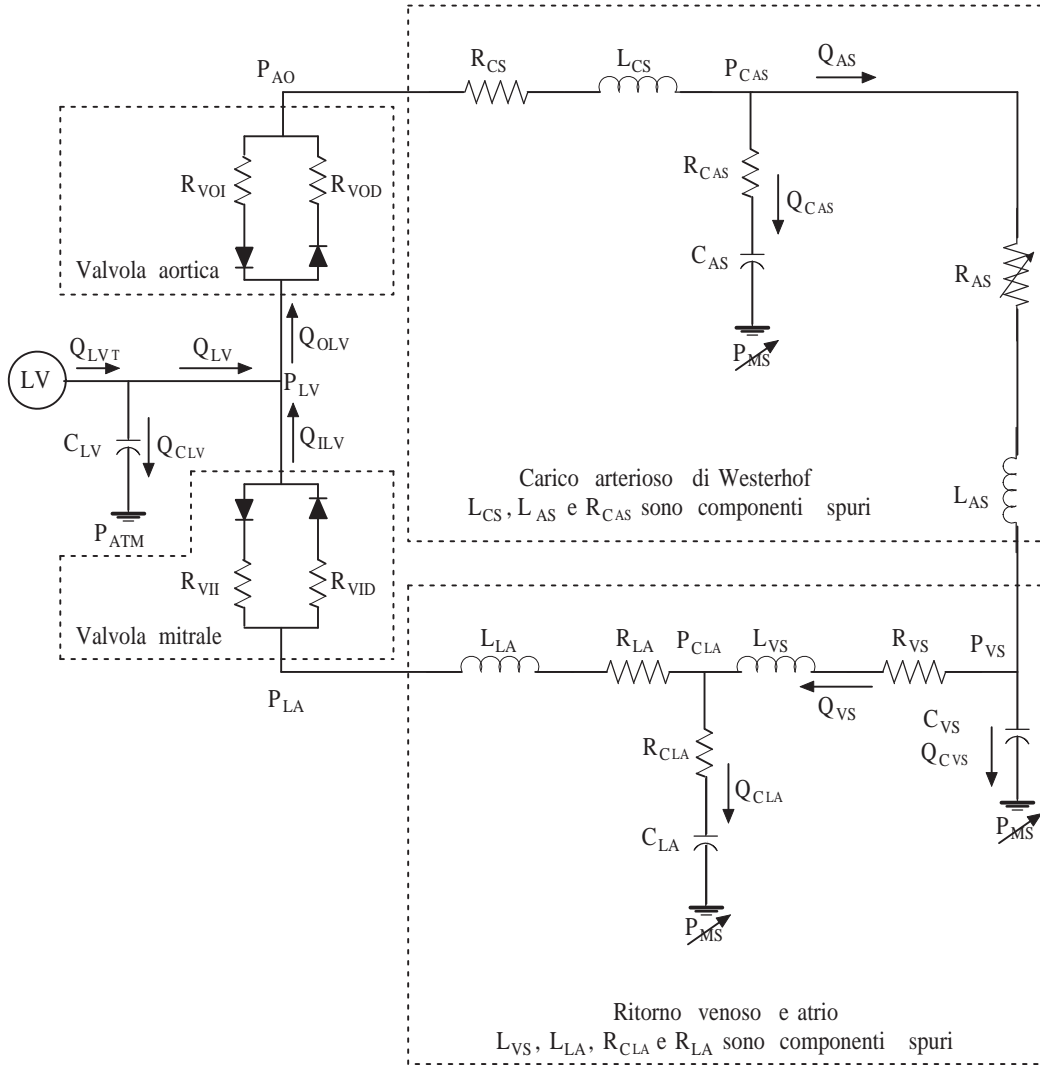 P_AO
R_CS
L_CS
P_CAS
Q_AS
R_VOI
R_VOD
R_CAS
Q_CAS
Valvola aortica
C_AS
R_AS
P_MS
Q_LVT
Q_LV
Q_OLV
LV
P_LV
C_LV
Q_CLV
Q_ILV
P_ATM
Carico arterioso di Westerhof
L_CS, L_AS e R_CAS sono componenti spuri
L_AS
R_VII
R_VID
Valvola mitrale
P_LA
L_LA
R_LA
P_CLA
L_VS
R_VS
P_VS
Q_VS
C_VS
Q_CVS
R_CLA
Q_CLA
C_LA
P_MS
P_MS
Ritorno venoso e atrio
L_VS, L_LA, R_CLA e R_LA sono componenti spuri